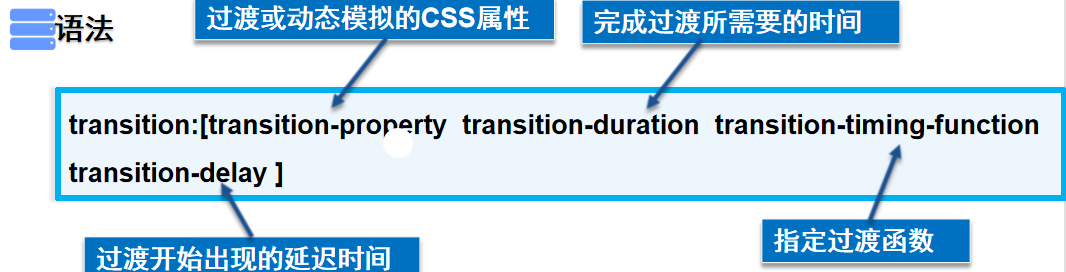 语法
过渡或动态模拟的CSS属性
完成过渡所需要的时间
transition:[transition-property transition-duration transition-timing-function
transition-delay ]
过渡开始出现的延迟时间
指定过渡函数